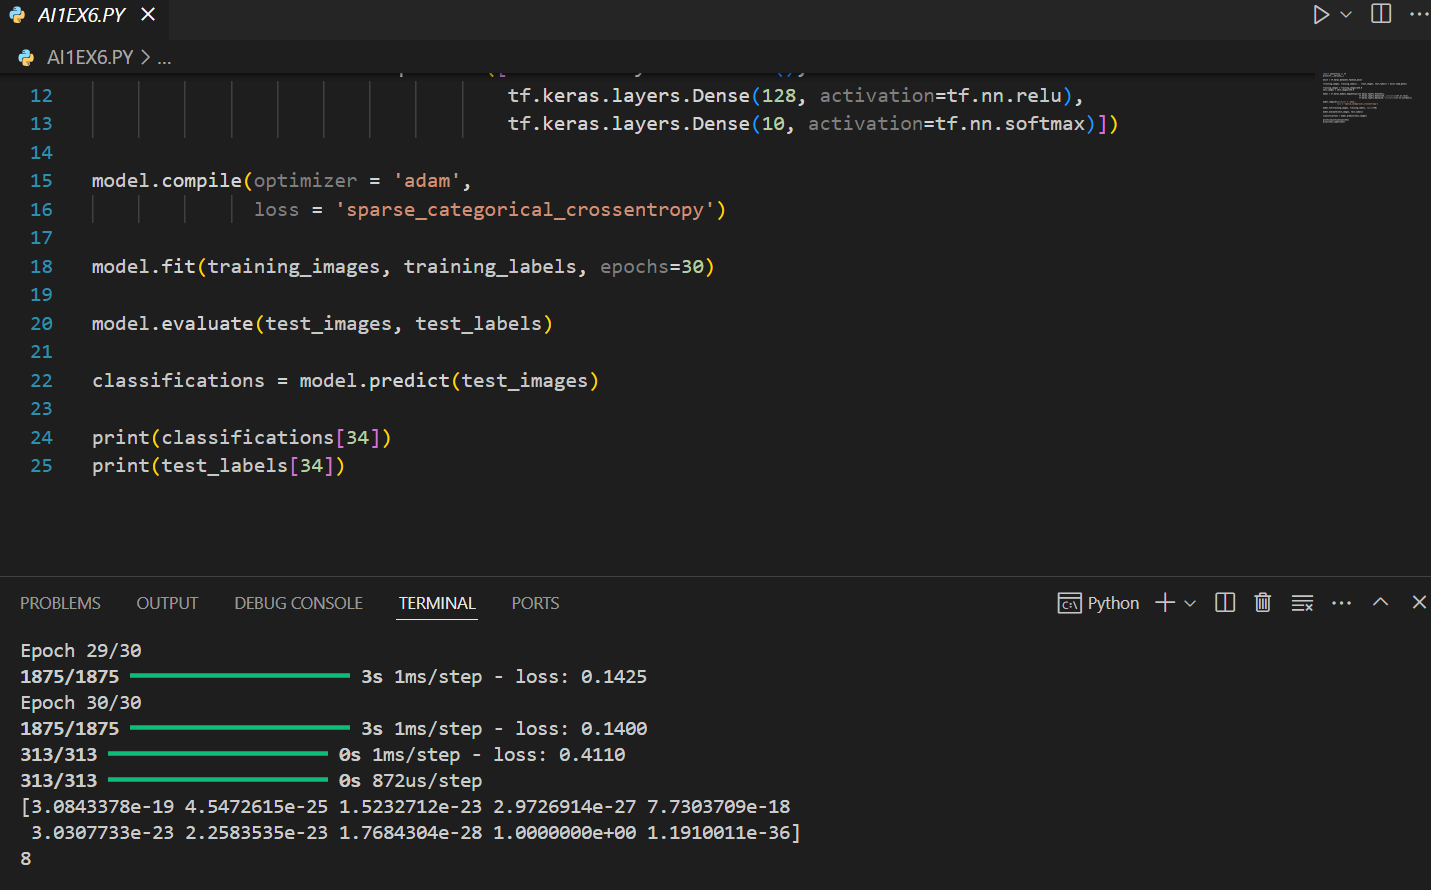 AI1EX6.PY
AI1EX6.PY > ...
12 tf.keras.layers.Dense(128, activation=tf.nn.relu),
13 tf.keras.layers.Dense(10, activation=tf.nn.softmax)])
14
15 model.compile(optimizer = 'adam',
16 loss = 'sparse_categorical_crossentropy')
17
18 model.fit(training_images, training_labels, epochs=30)
19
20 model.evaluate(test_images, test_labels)
21
22 classifications = model.predict(test_images)
23
24 print(classifications[34])
25 print(test_labels[34])
PROBLEMS OUTPUT DEBUG CONSOLE TERMINAL PORTS Python
Epoch 29/30
1875/1875 3s 1ms/step - loss: 0.1425
Epoch 30/30
1875/1875 3s 1ms/step - loss: 0.1400
313/313 0s 1ms/step - loss: 0.4110
313/313 0s 872us/step
[3.0843378e-19 4.5472615e-25 1.5232712e-23 2.9726914e-27 7.7303709e-18
3.0307733e-23 2.2583535e-23 1.7684304e-28 1.0000000e+00 1.1910011e-36]
8